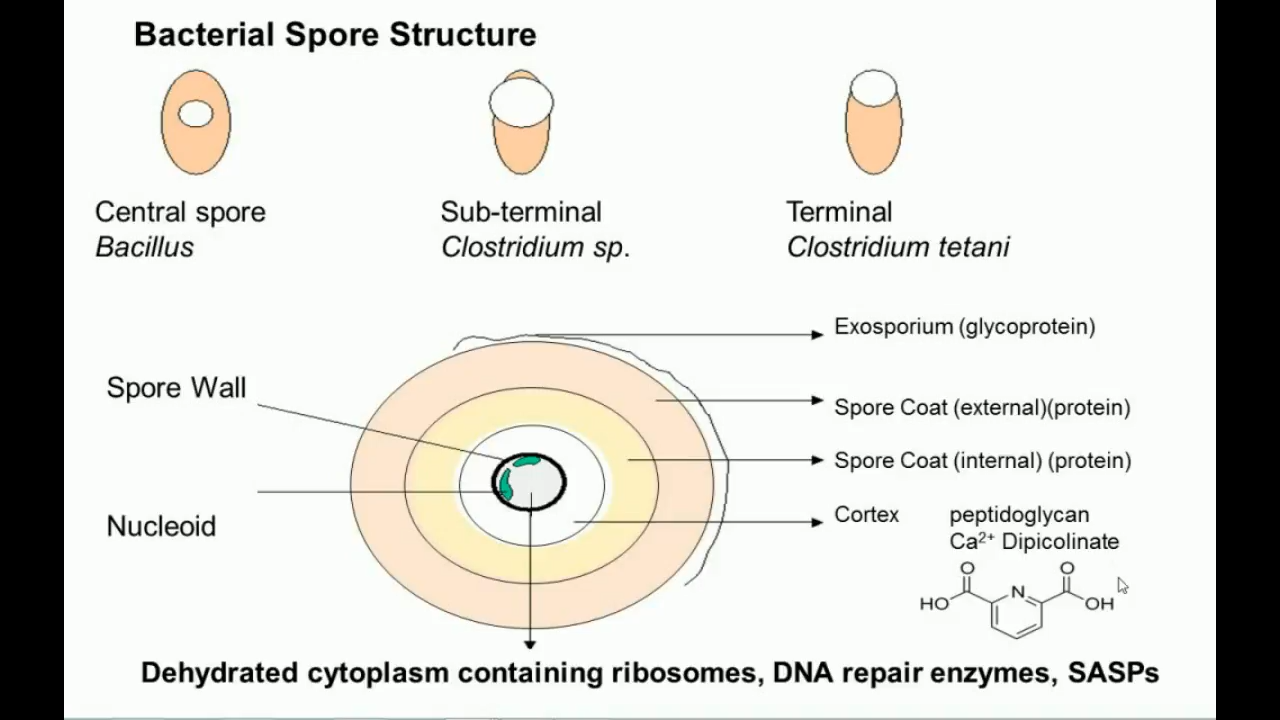 Bacterial Spore Structure
Central spore
Bacillus
Sub-terminal
Clostridium sp.
Terminal
Clostridium tetani
Exosporium (glycoprotein)
Spore Wall
Spore Coat (external)(protein)
Spore Coat (internal) (protein)
Nucleoid
Cortex peptidoglycan
Ca²⁺ Dipicolinate
O O
HO N OH
Dehydrated cytoplasm containing ribosomes, DNA repair enzymes, SASPs